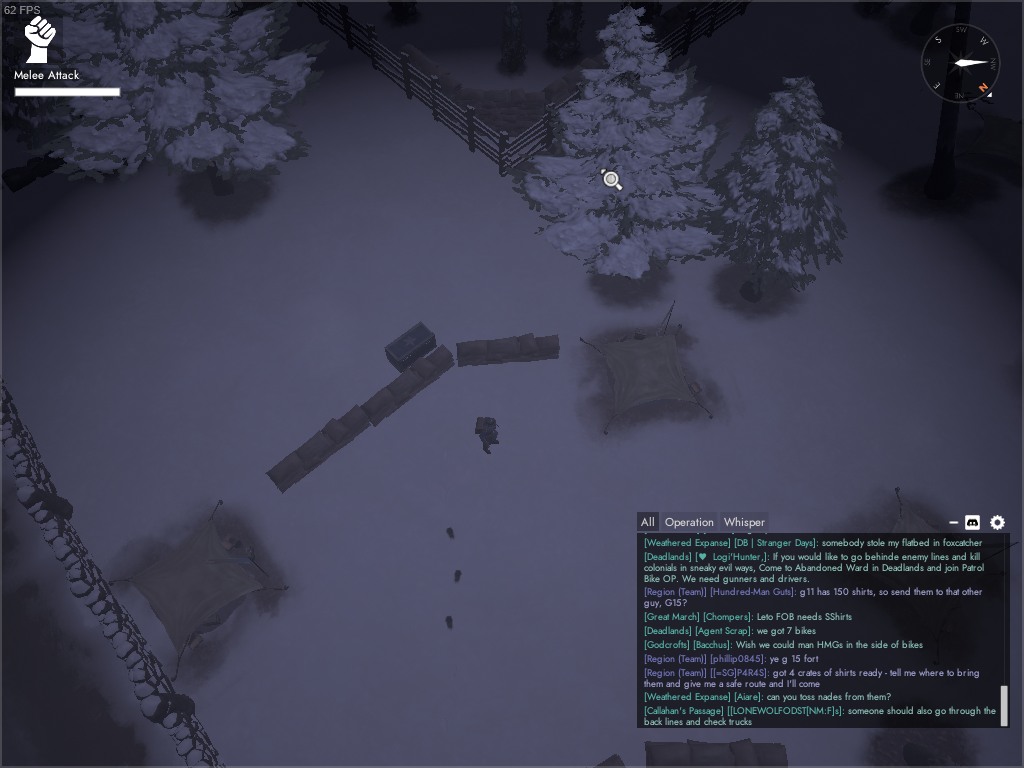 62 FPS
Melee Attack
S
SW
W
NW
N
NE
E
All Operation Whisper
[Weathered Expanse] [DB | Stranger Days]: somebody stole my flatbed in foxcatcher
[Deadlands] [♥ Logi'Hunter,]: If you would like to go behinde enemy lines and kill
colonials in sneaky evil ways, Come to Abandoned Ward in Deadlands and join Patrol
Bike OP. We need gunners and drivers.
[Region (Team)] [Hundred-Man Guts]: g11 has 150 shirts, so send them to that other
guy, G15?
[Great March] [Chompers]: Leto FOB needs SShirts
[Deadlands] [Agent Scrap]: we got 7 bikes
[Godcrofts] [Bacchus]: Wish we could man HMGs in the side of bikes
[Region (Team)] [phillip0845]: ye g 15 fort
[Region (Team)] [[=SG]P4R4S]: got 4 crates of shirts ready - tell me where to bring
them and give me a safe route and I'll come
[Weathered Expanse] [Aiare]: can you toss nades from them?
[Callahan's Passage] [[LONEWOLFODST[NM:F]s]: someone should also go through the
back lines and check trucks